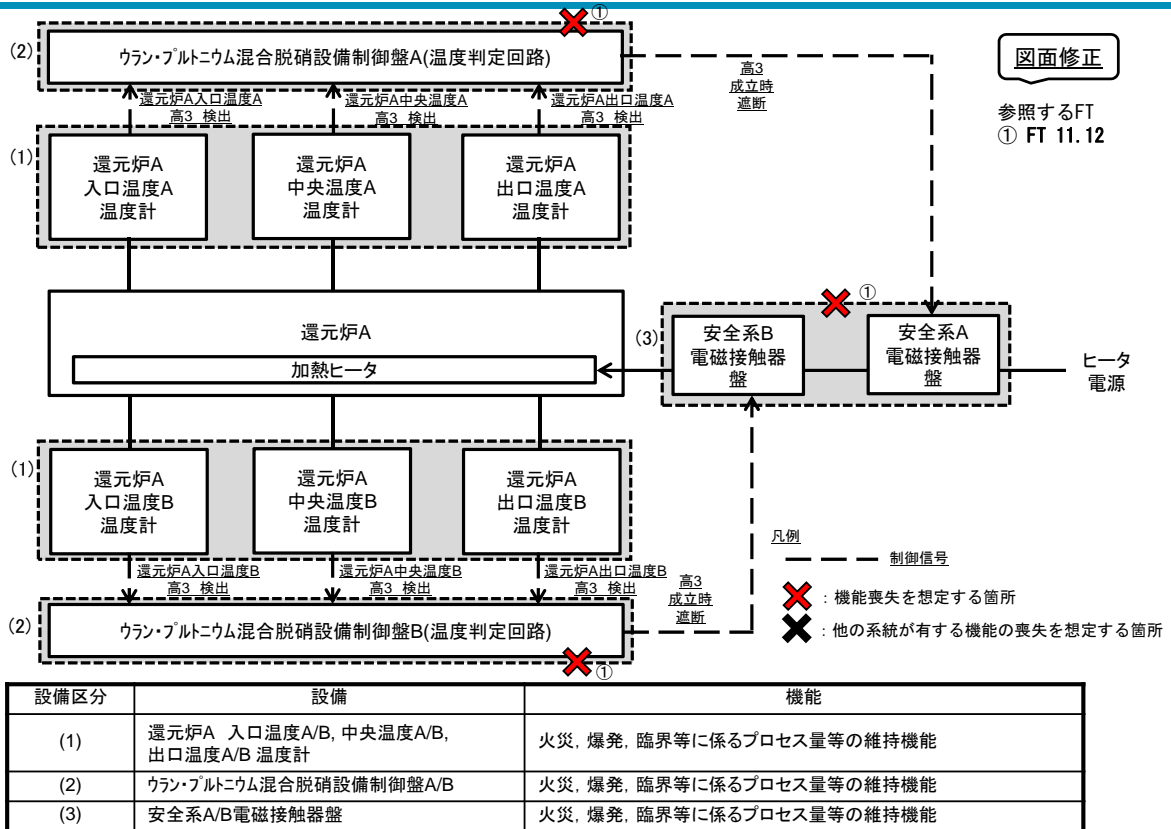 ①
(2)
ウラン・プルトニウム混合脱硝設備制御盤A(温度判定回路)
還元炉A入口温度A
高3 検出
還元炉A中央温度A
高3 検出
還元炉A出口温度A
高3 検出
高3
成立時
遮断
図面修正
参照するFT
① FT 11.12
(1)
還元炉A
入口温度A
温度計
還元炉A
中央温度A
温度計
還元炉A
出口温度A
温度計
還元炉A
加熱ヒータ
(3)
①
安全系B
電磁接触器
盤
安全系A
電磁接触器
盤
ヒータ
電源
(1)
還元炉A
入口温度B
温度計
還元炉A
中央温度B
温度計
還元炉A
出口温度B
温度計
還元炉A入口温度B
高3 検出
還元炉A中央温度B
高3 検出
還元炉A出口温度B
高3 検出
高3
成立時
遮断
(2)
ウラン・プルトニウム混合脱硝設備制御盤B(温度判定回路)
①
凡例
制御信号
：機能喪失を想定する箇所
：他の系統が有する機能の喪失を想定する箇所
設備区分 設備 機能
(1) 還元炉A 入口温度A/B, 中央温度A/B, 出口温度A/B 温度計 火災, 爆発, 臨界等に係るプロセス量等の維持機能
(2) ウラン・プルトニウム混合脱硝設備制御盤A/B 火災, 爆発, 臨界等に係るプロセス量等の維持機能
(3) 安全系A/B電磁接触器盤 火災, 爆発, 臨界等に係るプロセス量等の維持機能